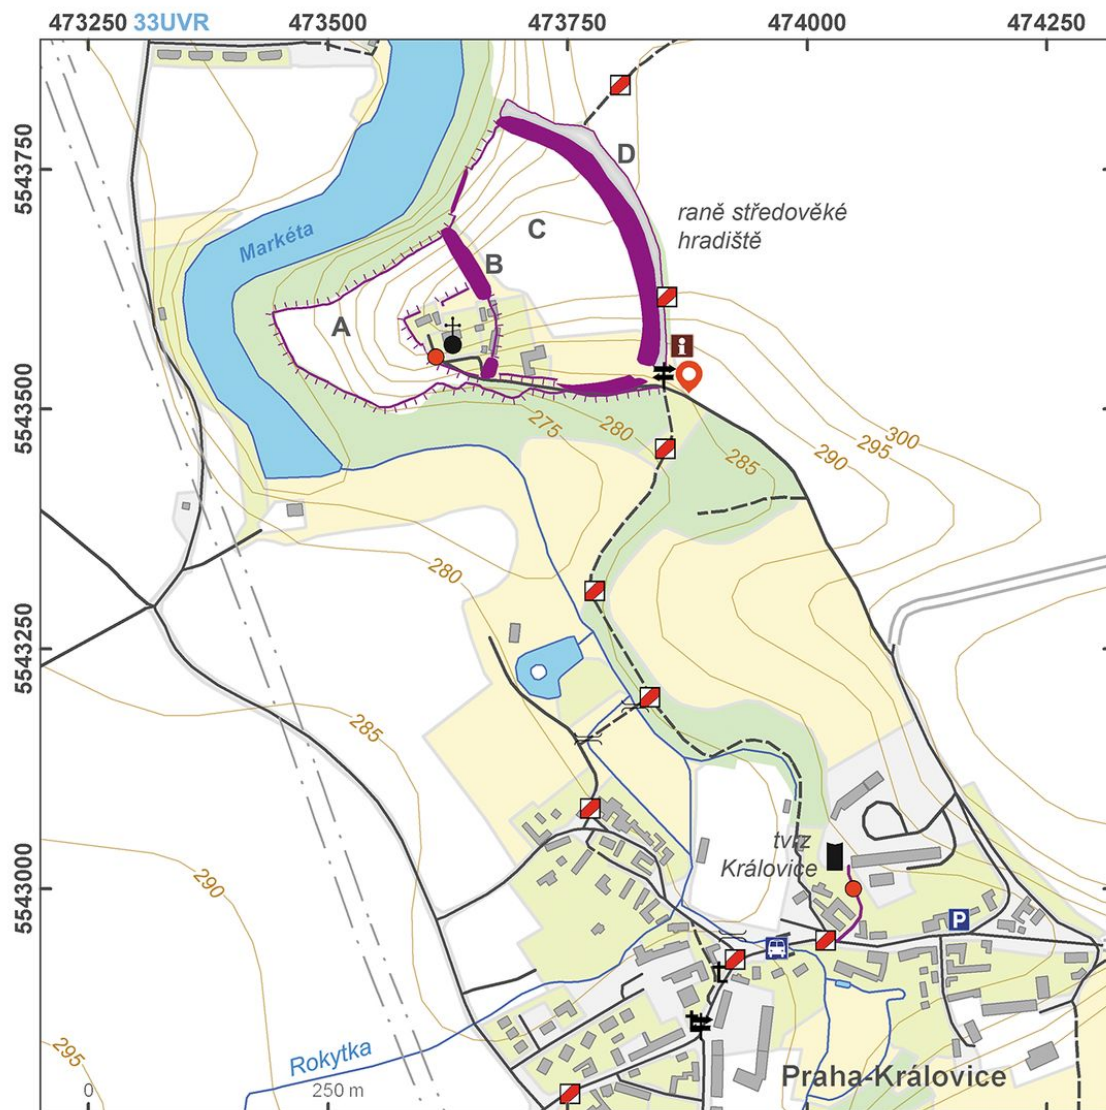 473250 33UVR 473500 473750 474000 474250
5543750
5543500
5543250
5543000
D
raně středověké
hradiště
C
Markéta
B
A
i
275
280
285
290
295
300
280
285
290
295
tvrz
Královice
P
Rokytka
0 250 m
Praha-Královice